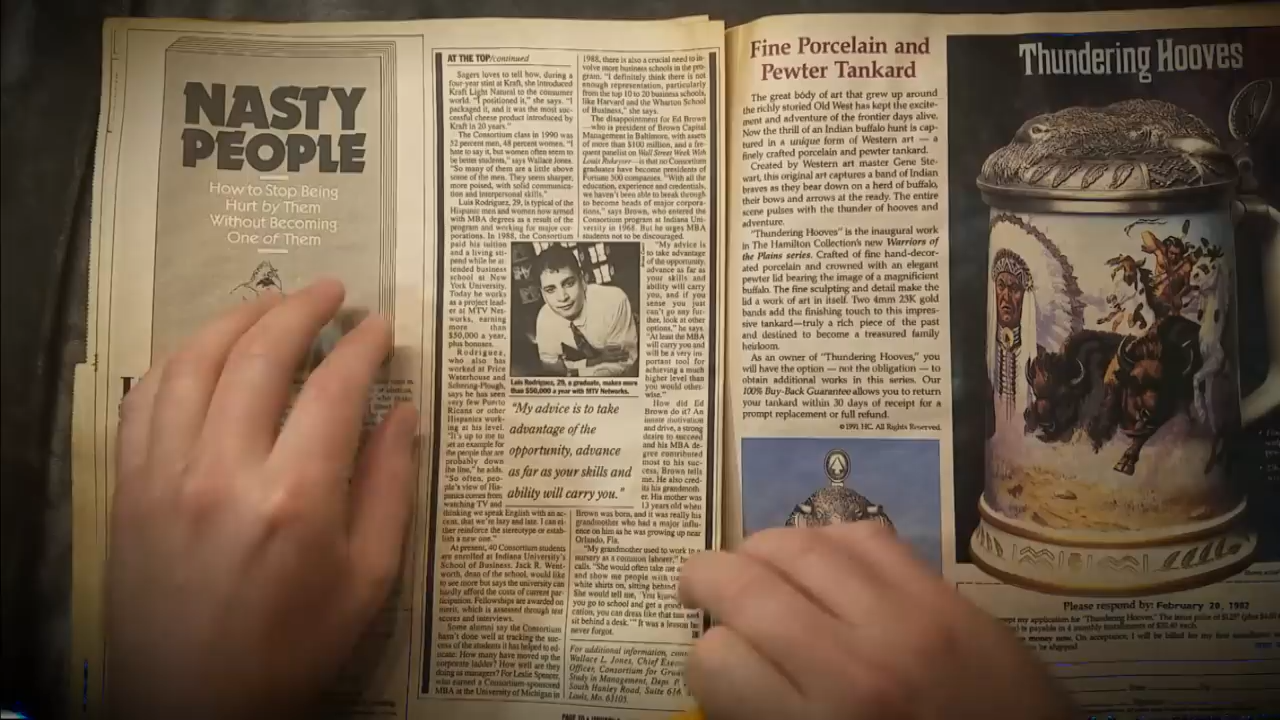 NASTY
PEOPLE
How to Stop Being
Hurt by Them
Without Becoming
One of Them
AT THE TOP/continued
Sagers loves to tell how, during a
four-year stint at Kraft, she introduced
Kraft Light Natural to the consumer
world. "I positioned it," she says. "I
packaged it, and it was the most suc-
cessful cheese product introduced by
Kraft in 20 years."
The Consortium class in 1990 was
52 percent men, 48 percent women. "I
hate to say it, but women often seem to
be better students," says Wallace Jones.
"So many of them are a little above
some of the men. They seem sharper,
more poised, with solid communica-
tion and interpersonal skills."
Luis Rodriguez, 29, is typical of the
Hispanic men and women now armed
with MBA degrees as a result of the
program and working for major cor-
porations. In 1988, the Consortium
paid his tuition
and a living sti-
pend while he at-
tended business
school at New
York University.
Today he works
as a project lead-
er at MTV Net-
works, earning
more than
$50,000 a year,
plus bonuses.
Rodriguez,
who also has
worked at Price
Waterhouse and
Schering-Plough,
says he has seen
very few Puerto
Ricans or other
Hispanics work-
ing at his level.
"It's up to me to
set an example for
the people that are
probably down
the line," he adds.
"So often, peo-
ple's view of His-
panics comes from
watching TV and
thinking we speak English with an ac-
cent, that we're lazy and late. I can ei-
ther reinforce the stereotype or estab-
lish a new one."
At present, 40 Consortium students
are enrolled at Indiana University's
School of Business. Jack R. Went-
worth, dean of the school, would like
to see more but says the university can
hardly afford the costs of current par-
ticipation. Fellowships are awarded on
merit, which is assessed through test
scores and interviews.
Some alumni say the Consortium
hasn't done well at tracking the suc-
cess of the students it has helped to ed-
ucate: How many have moved up the
corporate ladder? How well are they
doing as managers? For Leslie Spencer,
who earned a Consortium-sponsored
MBA at the University of Michigan in
1988, there is also a crucial need to in-
volve more business schools in the pro-
gram. "I definitely think there is not
enough representation, particularly
from the top 10 to 20 business schools,
like Harvard and the Wharton School
of Business," she says.
The disappointment for Ed Brown
—who is president of Brown Capital
Management in Baltimore, with assets
of more than $100 million, and a fre-
quent panelist on Wall Street Week With
Louis Rukeyser—is that no Consortium
graduates have become presidents of
Fortune 500 companies. "With all the
education, experience and credentials,
we haven't been able to break through
to become heads of major corpora-
tions," says Brown, who entered the
Consortium program at Indiana Uni-
versity in 1968. But he urges MBA
students not to be discouraged.
"My advice is
to take advantage
of the opportunity,
advance as far as
your skills and
ability will carry
you, and if you
sense you just
can't go any fur-
ther, look at other
options," he says.
"At least the MBA
will carry you and
will be a very im-
portant tool for
achieving a much
higher level than
you would other-
wise."
How did Ed
Brown do it? An
innate motivation
and drive, a strong
desire to succeed
and his MBA de-
gree contributed
most to his suc-
cess, Brown tells
me. He also cred-
its his grandmoth-
er. His mother was
13 years old when
Brown was born, and it was really his
grandmother who had a major influ-
ence on him as he was growing up near
Orlando, Fla.
"My grandmother used to work in a
nursery as a common laborer," he
calls. "She would often take me
and show me people with
white shirts on, sitting behind
She would tell me, 'You know,
you go to school and get a good
cation, you can dress like that too and
sit behind a desk.'" It was a lesson
never forgot.
Luis Rodriguez, 29, a graduate, makes more
than $50,000 a year with MTV Networks.
"My advice is to take
advantage of the
opportunity, advance
as far as your skills and
ability will carry you."
For additional information,
Wallace L. Jones, Chief
Officer, Consortium for
Study in Management, Dept. P,
South Hanley Road, Suite 616
Louis, Mo. 63105.
Fine Porcelain and
Pewter Tankard
The great body of art that grew up around
the richly storied Old West has kept the excite-
ment and adventure of the frontier days alive.
Now the thrill of an Indian buffalo hunt is cap-
tured in a unique form of Western art — a
finely crafted porcelain and pewter tankard.
Created by Western art master Gene Ste-
wart, this original art captures a band of Indian
braves as they bear down on a herd of buffalo,
their bows and arrows at the ready. The entire
scene pulses with the thunder of hooves and
adventure.
"Thundering Hooves" is the inaugural work
in The Hamilton Collection's new Warriors of
the Plains series. Crafted of fine hand-decor-
ated porcelain and crowned with an elegant
pewter lid bearing the image of a magnificent
buffalo. The fine sculpting and detail make the
lid a work of art in itself. Two 4mm 23K gold
bands add the finishing touch to this impres-
sive tankard—truly a rich piece of the past
and destined to become a treasured family
heirloom.
As an owner of "Thundering Hooves," you
will have the option — not the obligation — to
obtain additional works in this series. Our
100% Buy-Back Guarantee allows you to return
your tankard within 30 days of receipt for a
prompt replacement or full refund.
© 1991 HC. All Rights Reserved.
Thundering Hooves
Please respond by: February 20, 1992